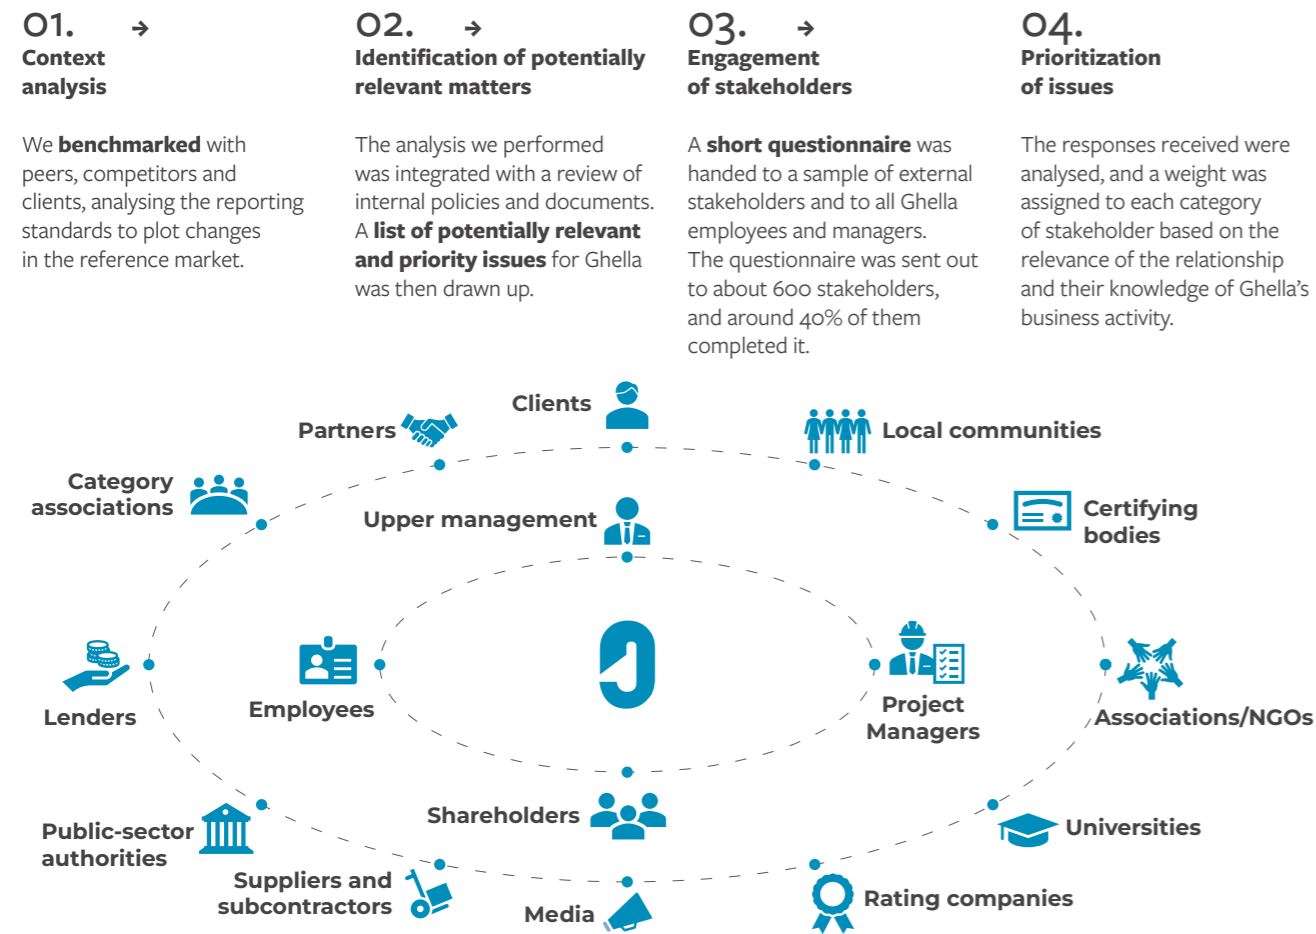 01. →
Context
analysis
We benchmarked with
peers, competitors and
clients, analysing the reporting
standards to plot changes
in the reference market.
02. →
Identification of potentially
relevant matters
The analysis we performed
was integrated with a review of
internal policies and documents.
A list of potentially relevant
and priority issues for Ghella
was then drawn up.
03. →
Engagement
of stakeholders
A short questionnaire was
handed to a sample of external
stakeholders and to all Ghella
employees and managers.
The questionnaire was sent out
to about 600 stakeholders,
and around 40% of them
completed it.
04.
Prioritization
of issues
The responses received were
analysed, and a weight was
assigned to each category
of stakeholder based on the
relevance of the relationship
and their knowledge of Ghella’s
business activity.
Clients
Partners
Local communities
Category
associations
Certifying
bodies
Upper management
Lenders
Employees
Project
Managers
Associations/NGOs
Shareholders
Public-sector
authorities
Universities
Suppliers and
subcontractors
Media
Rating companies